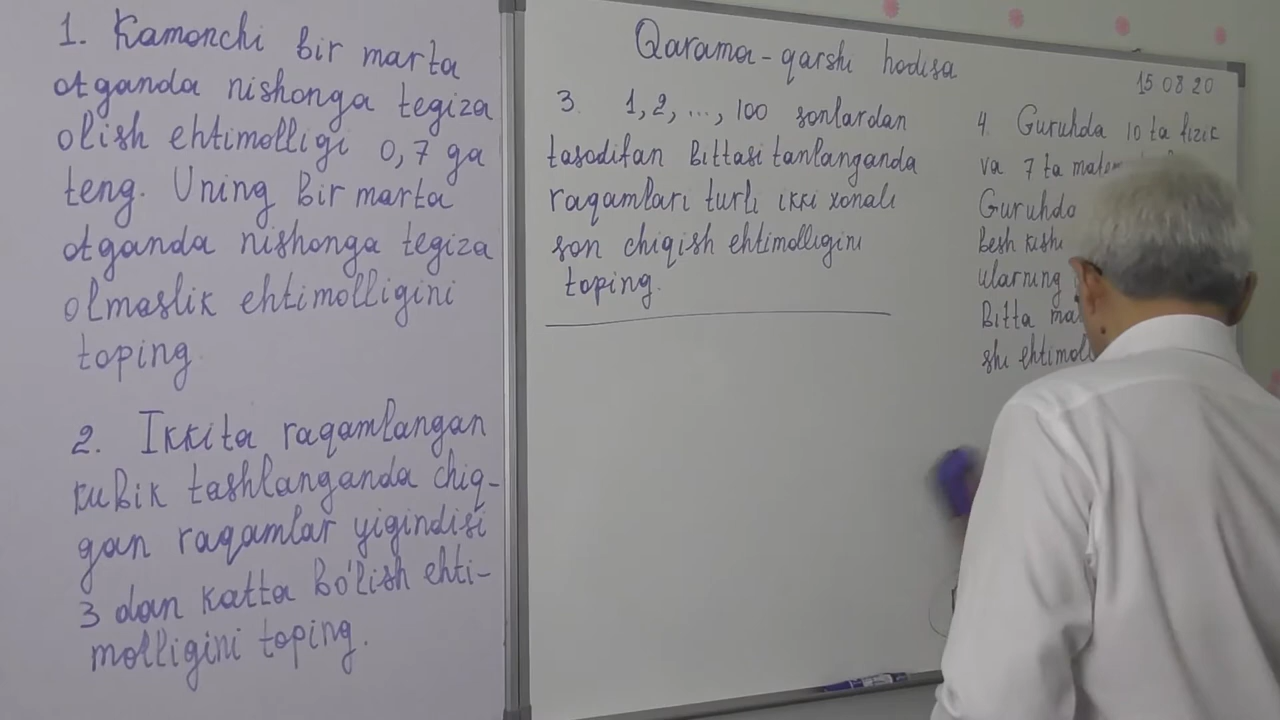 1. Kamonchi bir marta
otganda nishonga tegiza
olish ehtimolligi 0,7 ga
teng. Uning bir marta
otganda nishonga tegiza
olmaslik ehtimolligini
toping
2. Ikkita raqamlangan
kubik tashlanganda chiq-
gan raqamlar yigindisi
3 dan katta bo'lish ehti-
molligini toping.
Qarama-qarshi hodisa
15 08 20
3. 1, 2, ..., 100 sonlardan
tasodifan bittasi tanlanganda
raqamlari turli ikki xonali
son chiqish ehtimolligini
toping.
4. Guruhda 10 ta fizik
va 7 ta
Guruhda
besh kishi
ularning
Bitta
shi